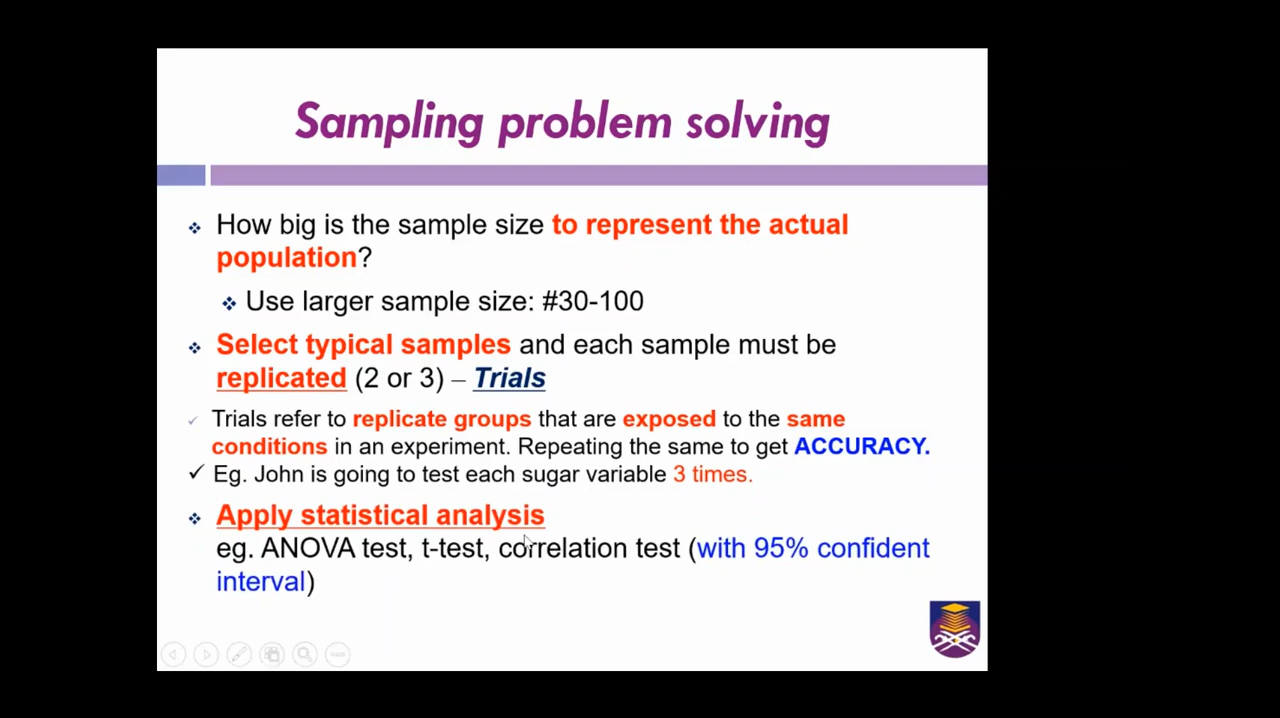 Sampling problem solving
How big is the sample size to represent the actual
population?
Use larger sample size: #30-100
Select typical samples and each sample must be
replicated (2 or 3) – Trials
Trials refer to replicate groups that are exposed to the same
conditions in an experiment. Repeating the same to get ACCURACY.
Eg. John is going to test each sugar variable 3 times.
Apply statistical analysis
eg. ANOVA test, t-test, correlation test (with 95% confident
interval)